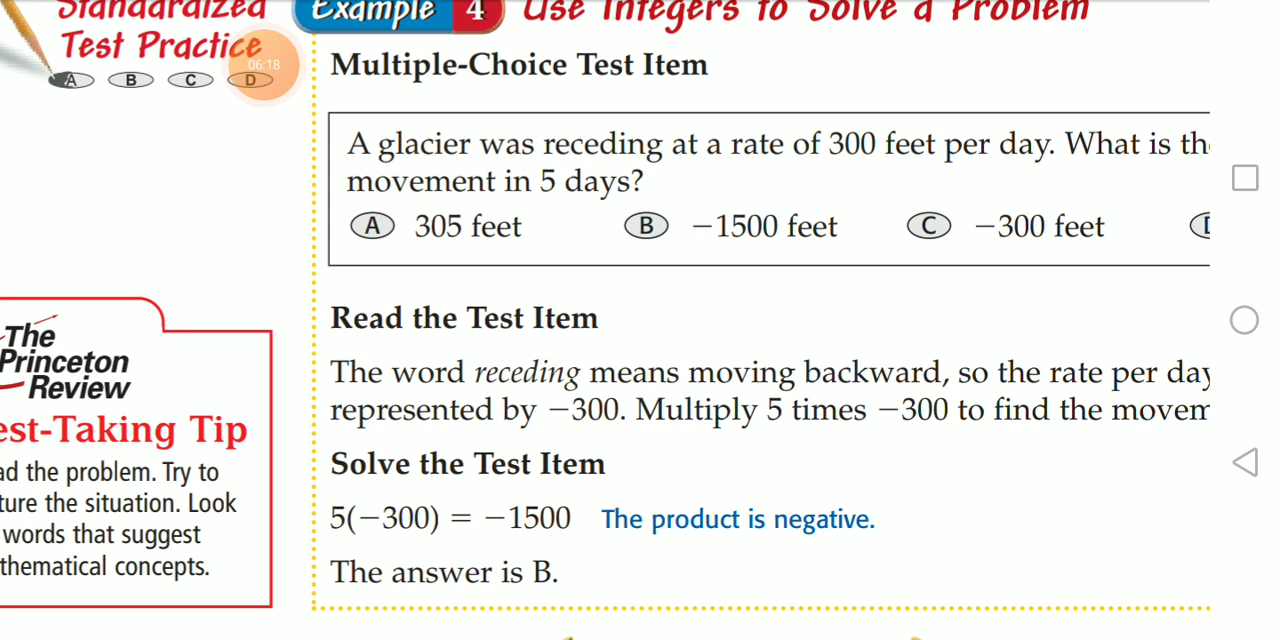 Standardized
Test Practice
06:18
A B C D
Example 4 Use Integers to Solve a Problem
Multiple-Choice Test Item
A glacier was receding at a rate of 300 feet per day. What is
movement in 5 days?
A 305 feet B −1500 feet C −300 feet
Read the Test Item
The word receding means moving backward, so the rate per day
represented by −300. Multiply 5 times −300 to find the
Solve the Test Item
5(−300) = −1500 The product is negative.
The answer is B.
The
Princeton
Review
est-Taking Tip
ad the problem. Try to
ture the situation. Look
words that suggest
thematical concepts.